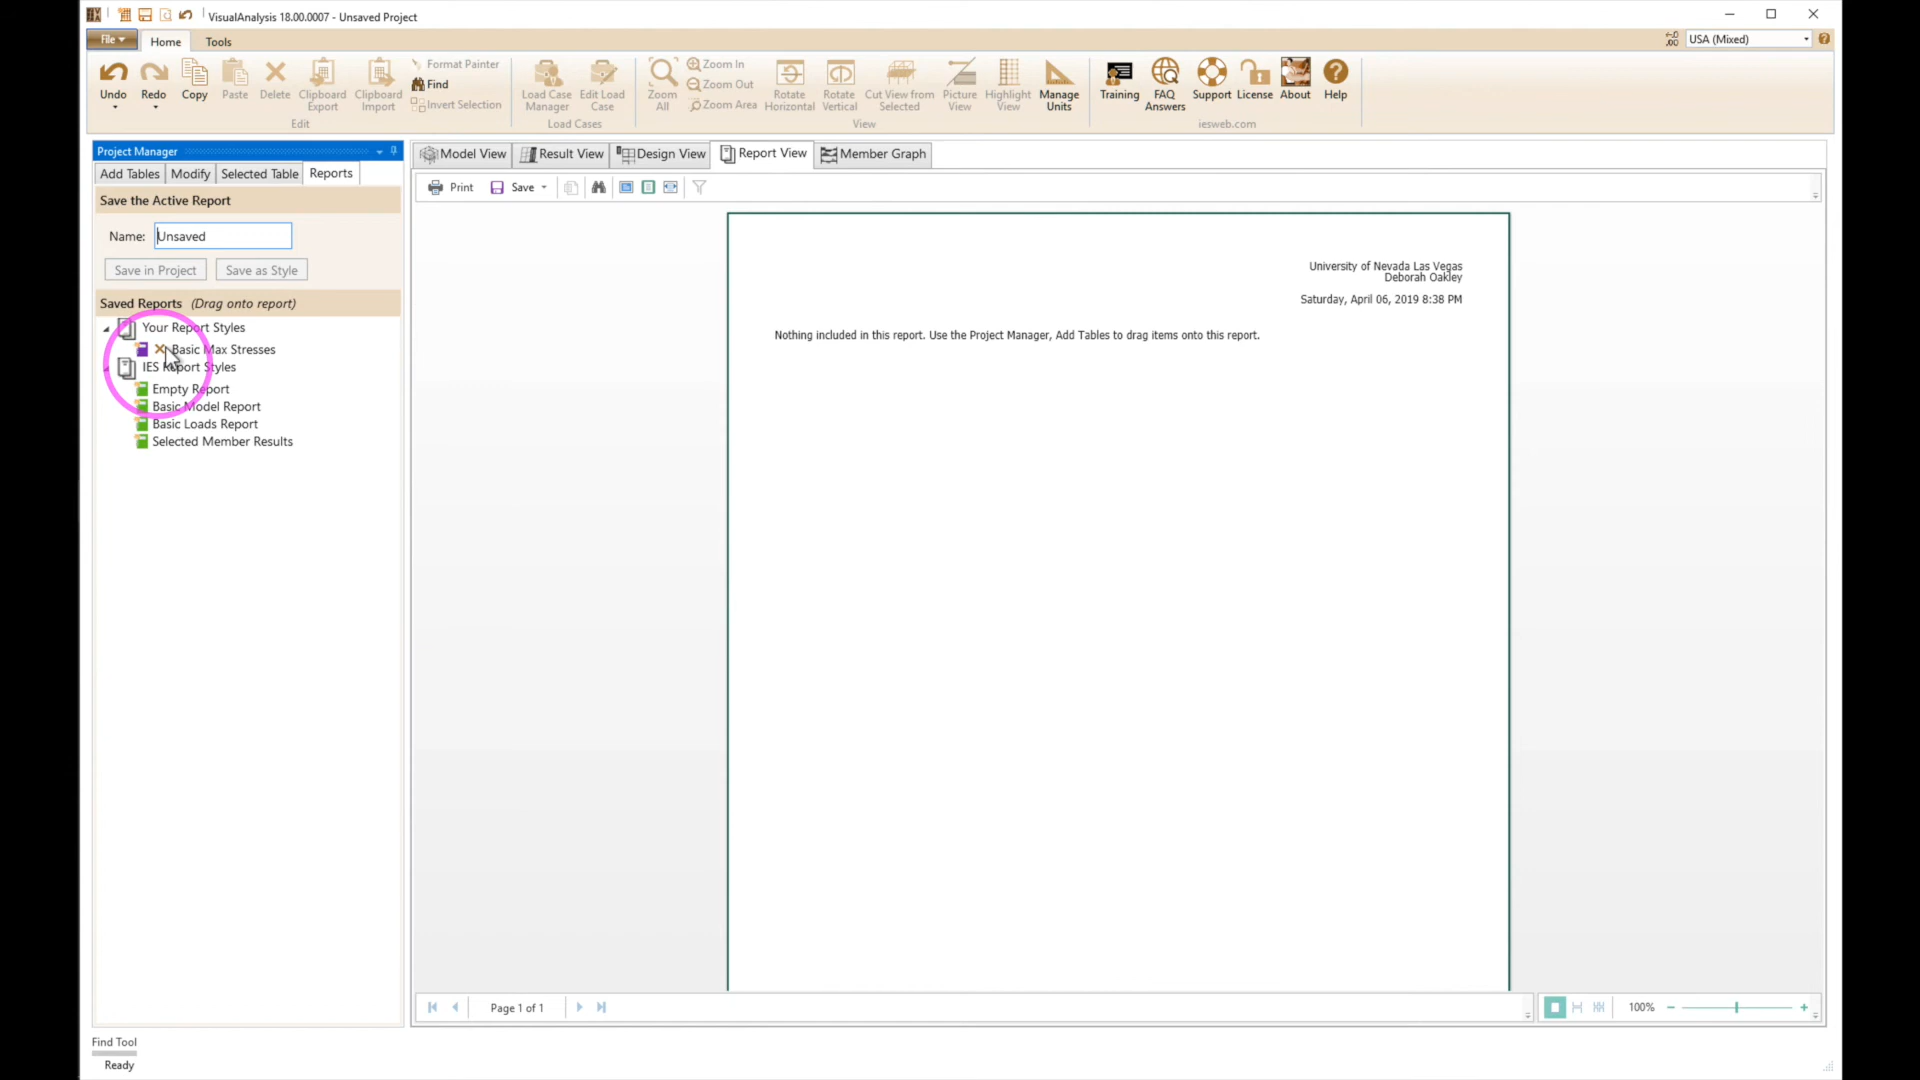 VisualAnalysis 18.00.0007 - Unsaved Project
File
Home
Tools
USA (Mixed)
Undo
Redo
Copy
Paste
Delete
Clipboard Export
Clipboard Import
Format Painter
Find
Invert Selection
Edit
Load Case Manager
Edit Load Case
Load Cases
Zoom All
Zoom In
Zoom Out
Zoom Area
Rotate Horizontal
Rotate Vertical
Cut View from Selected
Picture View
Highlight View
View
Manage Units
Training
FAQ Answers
Support
License
About
Help
iesweb.com
Project Manager
Add Tables
Modify
Selected Table
Reports
Save the Active Report
Name:
Unsaved
Save in Project
Save as Style
Saved Reports (Drag onto report)
Your Report Styles
Basic Max Stresses
IES Report Styles
Empty Report
Basic Model Report
Basic Loads Report
Selected Member Results
Model View
Result View
Design View
Report View
Member Graph
Print
Save
University of Nevada Las Vegas
Deborah Oakley
Saturday, April 06, 2019 8:38 PM
Nothing included in this report. Use the Project Manager, Add Tables to drag items onto this report.
Page 1 of 1
100%
Find Tool
Ready